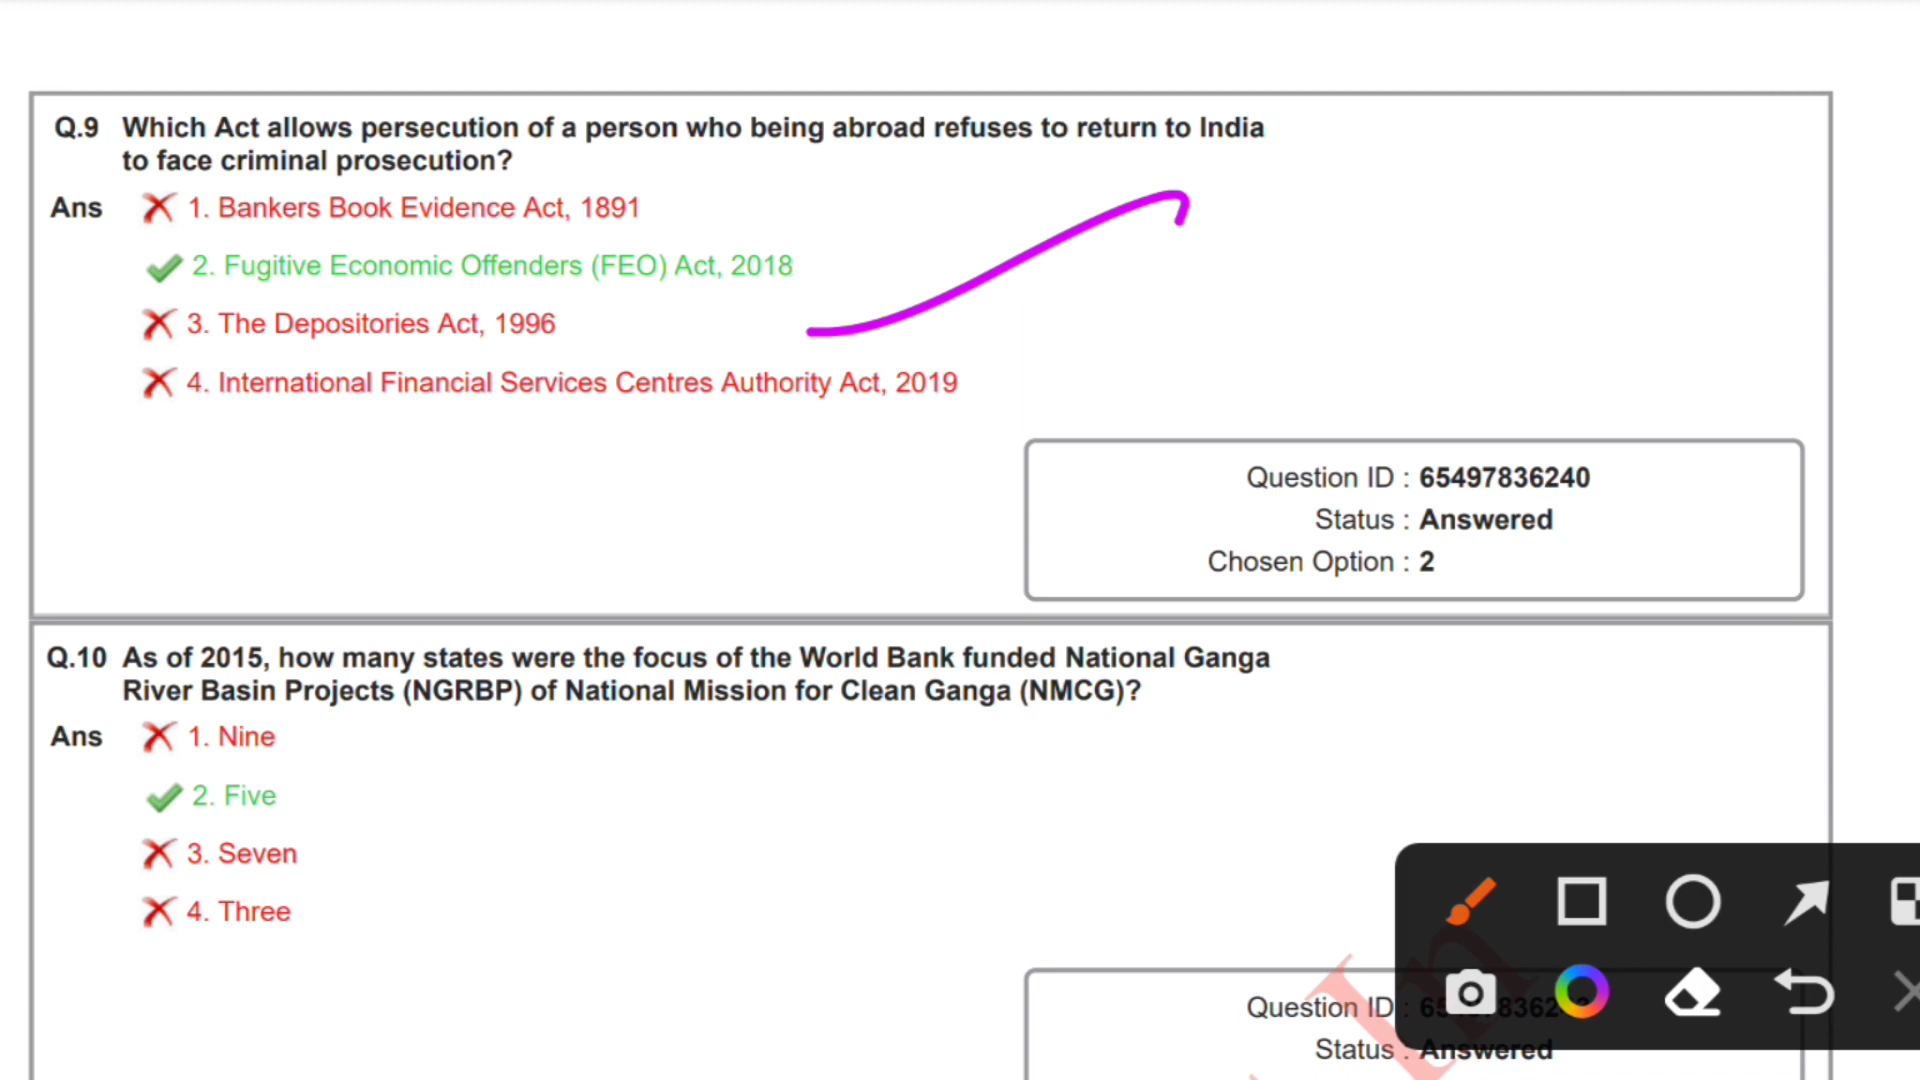 Q.9 Which Act allows persecution of a person who being abroad refuses to return to India
to face criminal prosecution?
Ans 1. Bankers Book Evidence Act, 1891
2. Fugitive Economic Offenders (FEO) Act, 2018
3. The Depositories Act, 1996
4. International Financial Services Centres Authority Act, 2019
Question ID : 65497836240
Status : Answered
Chosen Option : 2
Q.10 As of 2015, how many states were the focus of the World Bank funded National Ganga
River Basin Projects (NGRBP) of National Mission for Clean Ganga (NMCG)?
Ans 1. Nine
2. Five
3. Seven
4. Three
Question ID :
Status : Answered